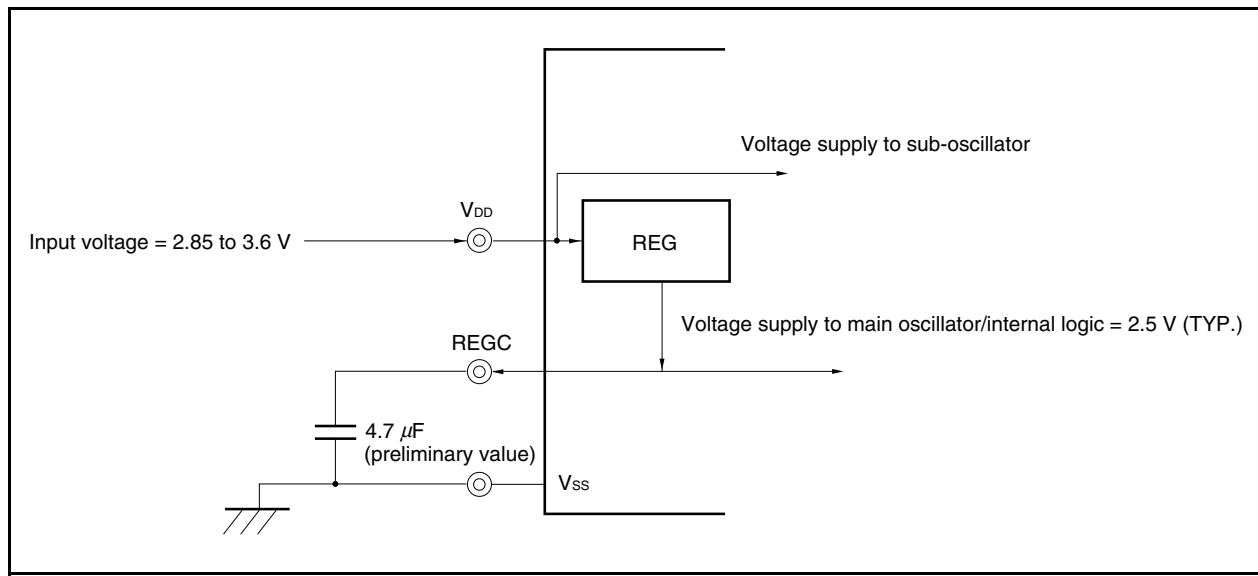 Voltage supply to sub-oscillator
VDD
Input voltage = 2.85 to 3.6 V
REG
Voltage supply to main oscillator/internal logic = 2.5 V (TYP.)
REGC
4.7 μF
(preliminary value)
VSS